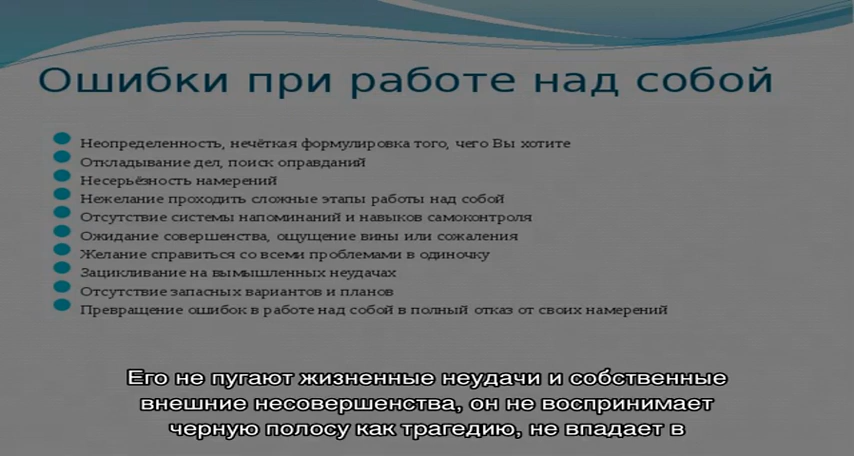 Ошибки при работе над собой
Неопределенность, нечёткая формулировка того, чего Вы хотите
Откладывание дел, поиск оправданий
Несерьёзность намерений
Нежелание проходить сложные этапы работы над собой
Отсутствие системы напоминаний и навыков самоконтроля
Ожидание совершенства, ощущение вины или сожаления
Желание справиться со всеми проблемами в одиночку
Зацикливание на вымышленных неудачах
Отсутствие запасных вариантов и планов
Превращение ошибок в работе над собой в полный отказ от своих намерений
Его не пугают жизненные неудачи и собственные
внешние несовершенства, он не воспринимает
черную полосу как трагедию, не впадает в